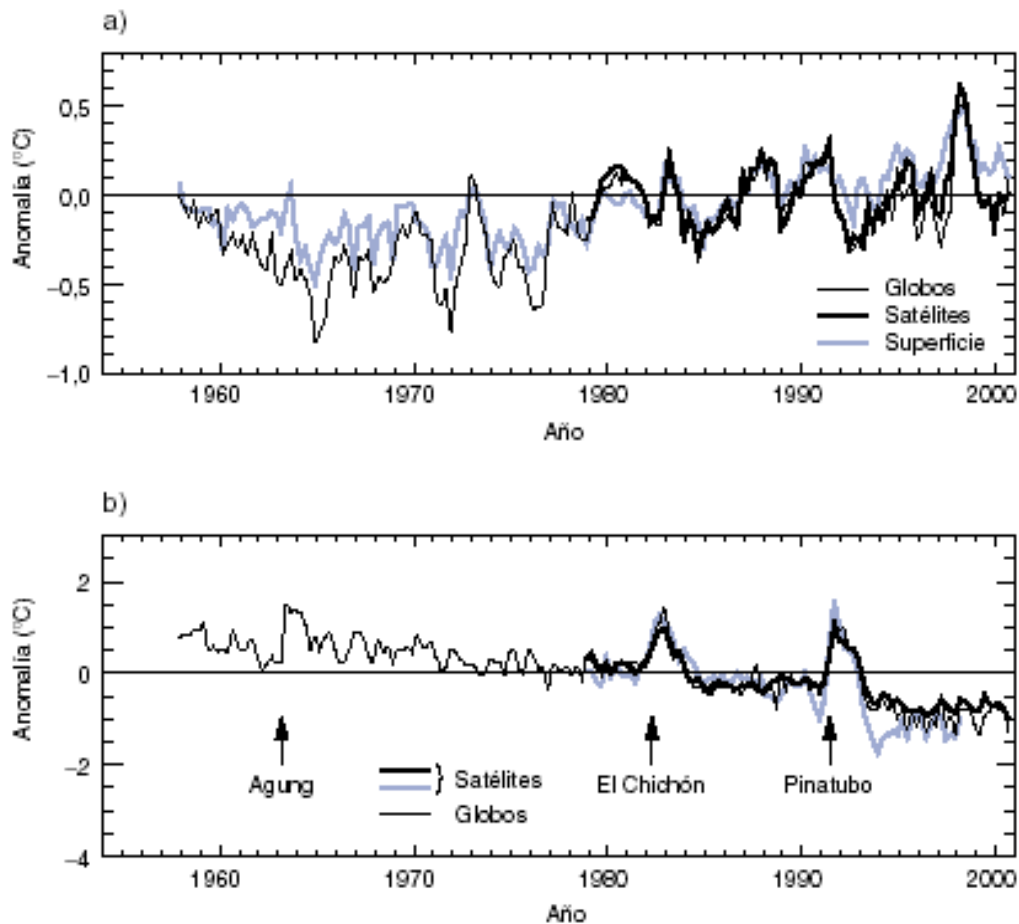 a)
Anomalía (°C)
0,5
0,0
−0,5
−1,0
Globos
Satélites
Superficie
1960 1970 1980 1990 2000
Año
b)
Anomalía (°C)
2
0
−2
−4
Agung
Satélites
Globos
El Chichón
Pinatubo
1960 1970 1980 1990 2000
Año